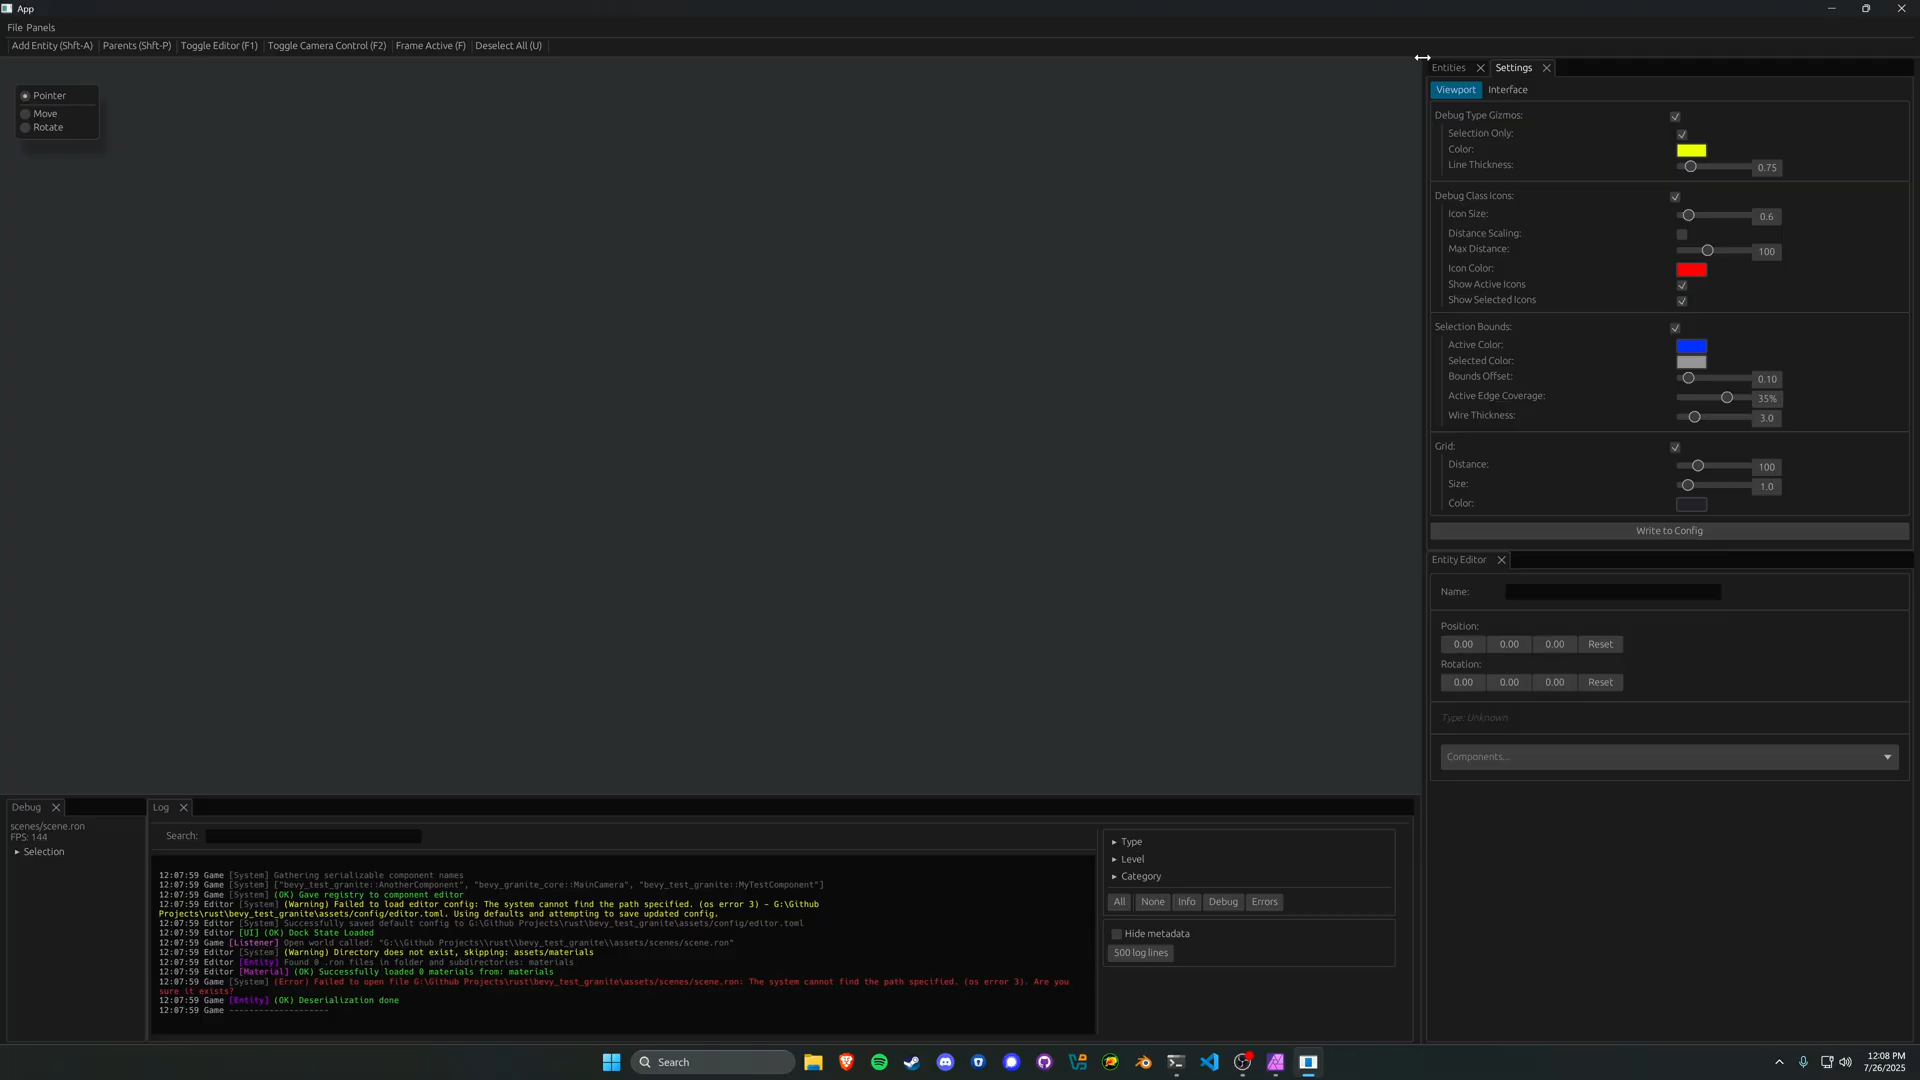 App
File Panels
Add Entity (Shft-A) Parents (Shft-P) Toggle Editor (F1) Toggle Camera Control (F2) Frame Active (F) Deselect All (U)
Pointer
Move
Rotate
Entities Settings
Viewport Interface
Debug Type Gizmos:
Selection Only:
Color:
Line Thickness: 0.75
Debug Class Icons:
Icon Size: 0.6
Distance Scaling:
Max Distance: 100
Icon Color:
Show Active Icons
Show Selected Icons
Selection Bounds:
Active Color:
Selected Color:
Bounds Offset: 0.10
Active Edge Coverage: 35%
Wire Thickness: 3.0
Grid:
Distance: 100
Size: 1.0
Color:
Write to Config
Entity Editor
Name:
Position:
0.00 0.00 0.00 Reset
Rotation:
0.00 0.00 0.00 Reset
Type: Unknown
Components...
Debug
scenes/scene.ron
FPS: 144
Selection
Log
Search:
12:07:59 Game [System] Gathering serializable component names
12:07:59 Game [System] ["bevy_test_granite::AnotherComponent", "bevy_granite_core::MainCamera", "bevy_test_granite::MyTestComponent"]
12:07:59 Game [System] (OK) Gave registry to component editor
12:07:59 Editor [System] (Warning) Failed to load editor config: The system cannot find the path specified. (os error 3) - G:\Github
Projects\rust\bevy_test_granite\assets/config/editor.toml. Using defaults and attempting to save updated config.
12:07:59 Editor [System] Successfully saved default config to G:\Github Projects\rust\bevy_test_granite\assets/config/editor.toml
12:07:59 Editor [UI] (OK) Dock State Loaded
12:07:59 Game [Listener] Open world called: "G:\\Github Projects\\rust\\bevy_test_granite\\assets/scenes/scene.ron"
12:07:59 Editor [System] (Warning) Directory does not exist, skipping: assets/materials
12:07:59 Editor [Entity] Found 0 .ron files in folder and subdirectories: materials
12:07:59 Editor [Material] (OK) Successfully loaded 0 materials from: materials
12:07:59 Game [System] (Error) Failed to open file G:\Github Projects\rust\bevy_test_granite\assets/scenes/scene.ron: The system cannot find the path specified. (os error 3). Are you
sure it exists?
12:07:59 Game [Entity] (OK) Deserialization done
12:07:59 Game --------------------
Type
Level
Category
All None Info Debug Errors
Hide metadata
500 log lines
Search
12:08 PM
7/26/2025